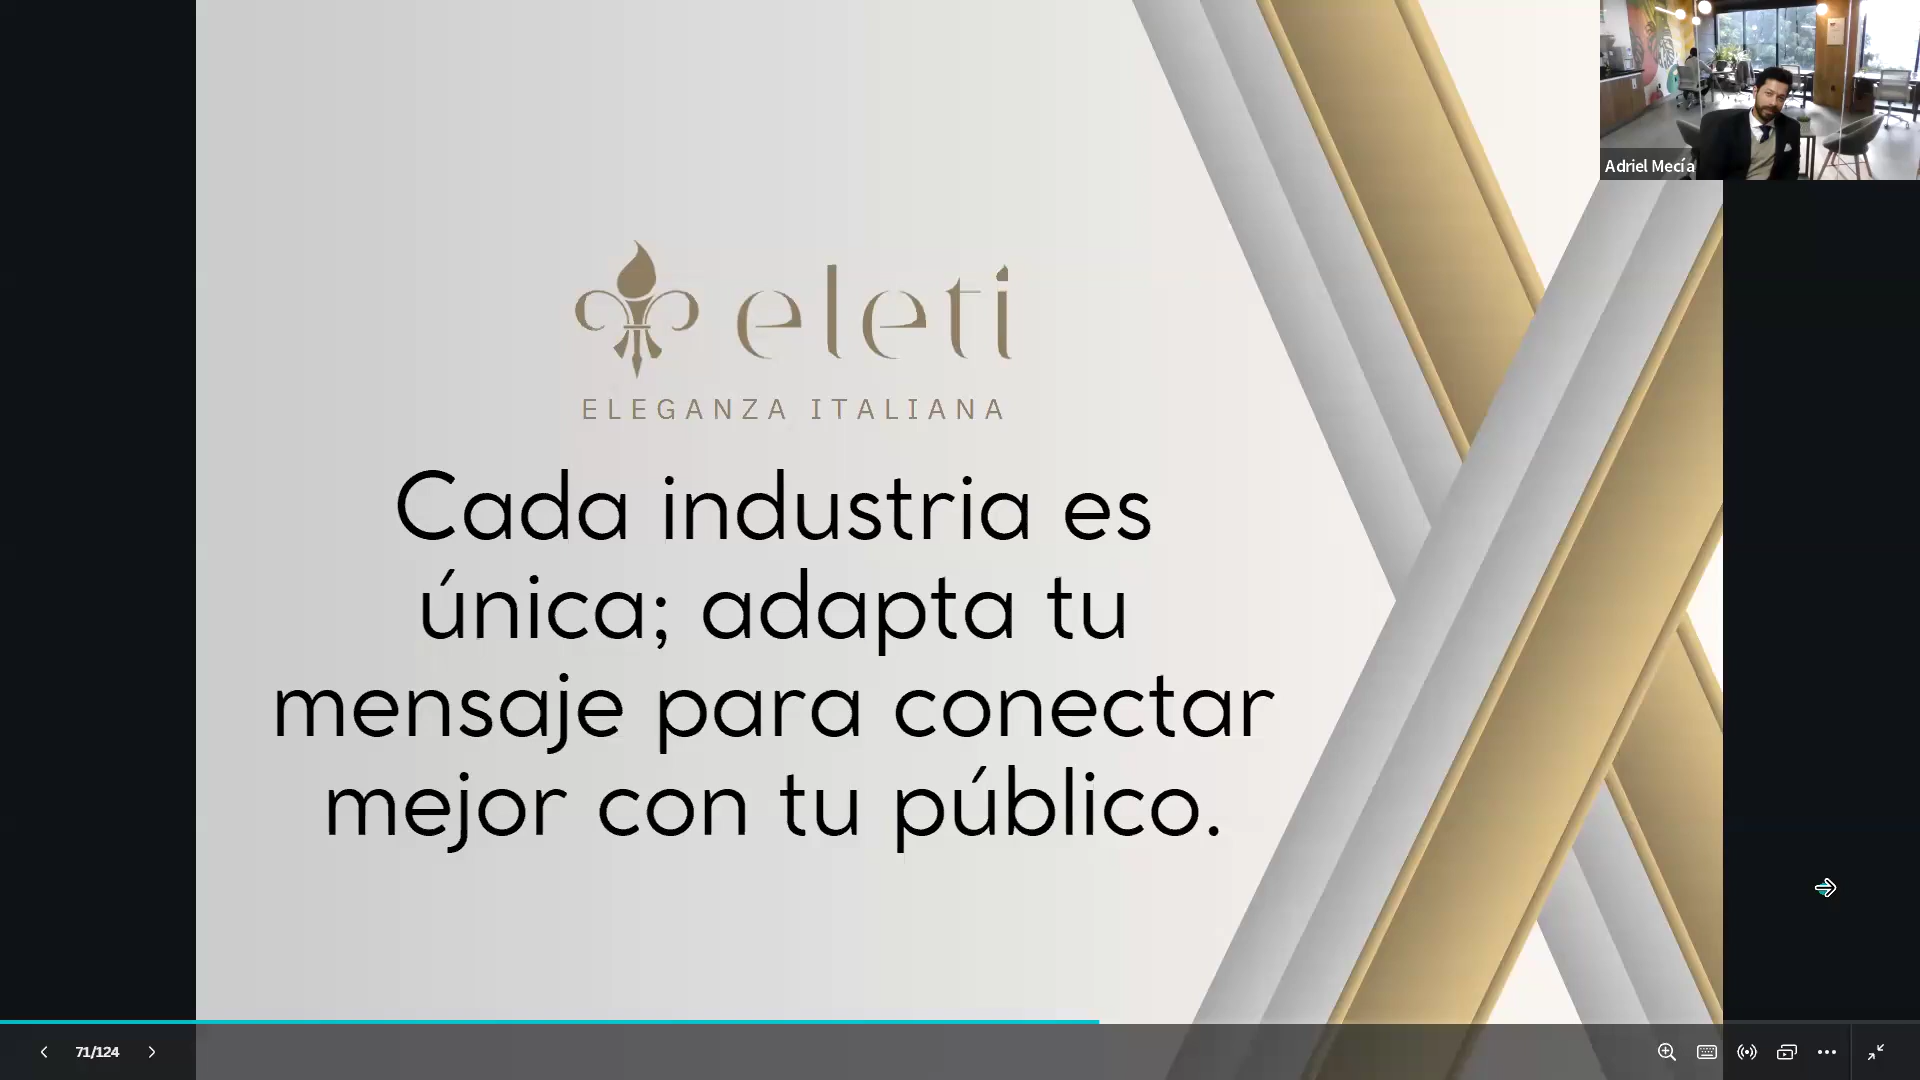 Adriel Mecía
eleti
ELEGANZA ITALIANA
Cada industria es
única; adapta tu
mensaje para conectar
mejor con tu público.
71/124